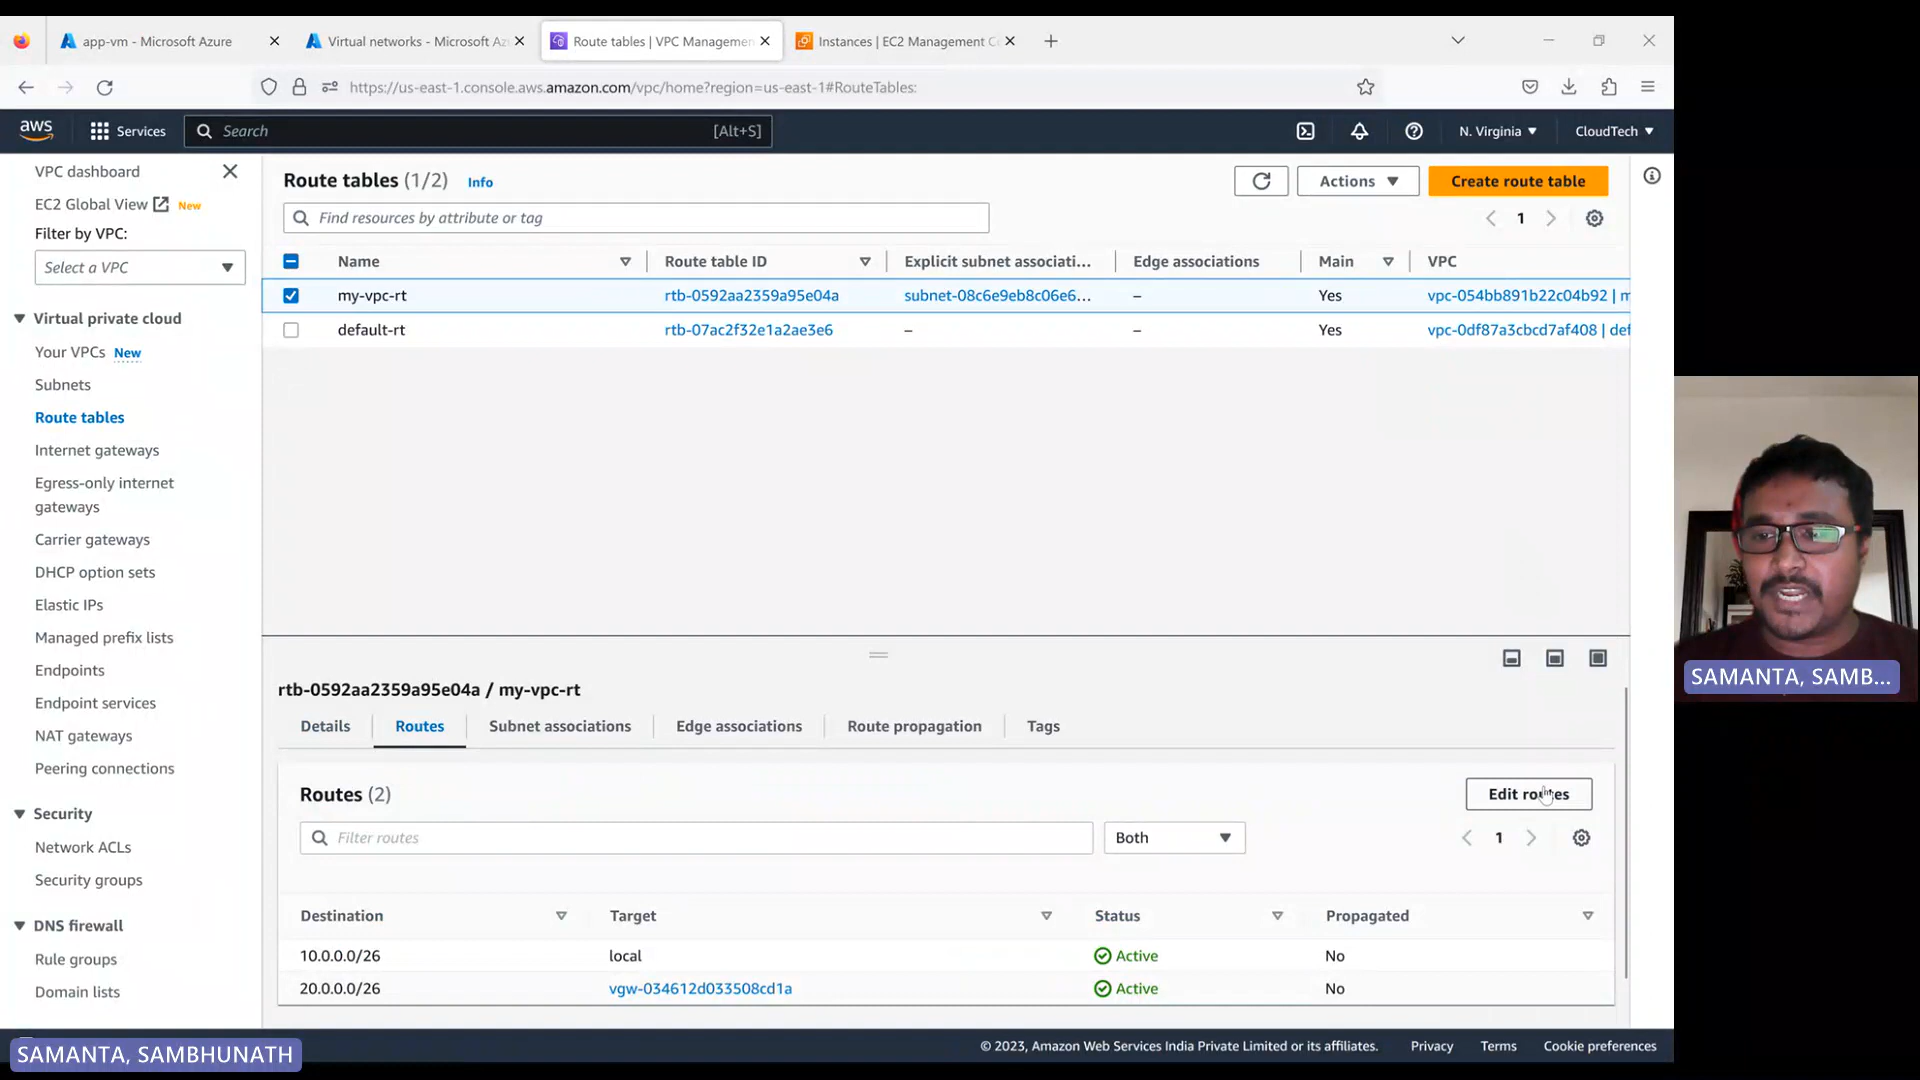 app-vm - Microsoft Azure
Virtual networks - Microsoft Az
Route tables | VPC Managemen
Instances | EC2 Management Co
https://us-east-1.console.aws.amazon.com/vpc/home?region=us-east-1#RouteTables:
aws
Services
Search
[Alt+S]
N. Virginia
CloudTech
VPC dashboard
EC2 Global View New
Filter by VPC:
Select a VPC
Virtual private cloud
Your VPCs New
Subnets
Route tables
Internet gateways
Egress-only internet
gateways
Carrier gateways
DHCP option sets
Elastic IPs
Managed prefix lists
Endpoints
Endpoint services
NAT gateways
Peering connections
Security
Network ACLs
Security groups
DNS firewall
Rule groups
Domain lists
Route tables (1/2) Info
Actions
Create route table
Find resources by attribute or tag
1
Name Route table ID Explicit subnet associati... Edge associations Main VPC
my-vpc-rt rtb-0592aa2359a95e04a subnet-08c6e9eb8c06e6... – Yes vpc-054bb891b22c04b92 | m
default-rt rtb-07ac2f32e1a2ae3e6 – – Yes vpc-0df87a3cbcd7af408 | def
rtb-0592aa2359a95e04a / my-vpc-rt
Details Routes Subnet associations Edge associations Route propagation Tags
Routes (2)
Edit routes
Filter routes
Both
1
Destination Target Status Propagated
10.0.0.0/26 local Active No
20.0.0.0/26 vgw-034612d033508cd1a Active No
© 2023, Amazon Web Services India Private Limited or its affiliates. Privacy Terms Cookie preferences
SAMANTA, SAMB...
SAMANTA, SAMBHUNATH